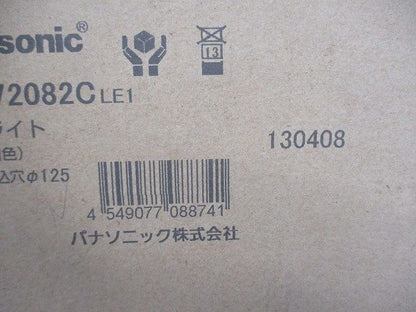 sonic®
13
2082C LE1
ライト
色)
込穴φ125
130408
4 549077 088741
パナソニック株式会社